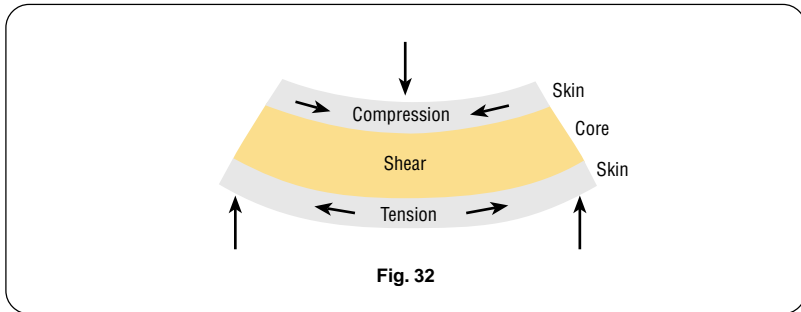 Skin
Compression
Core
Shear
Skin
Tension
Fig. 32